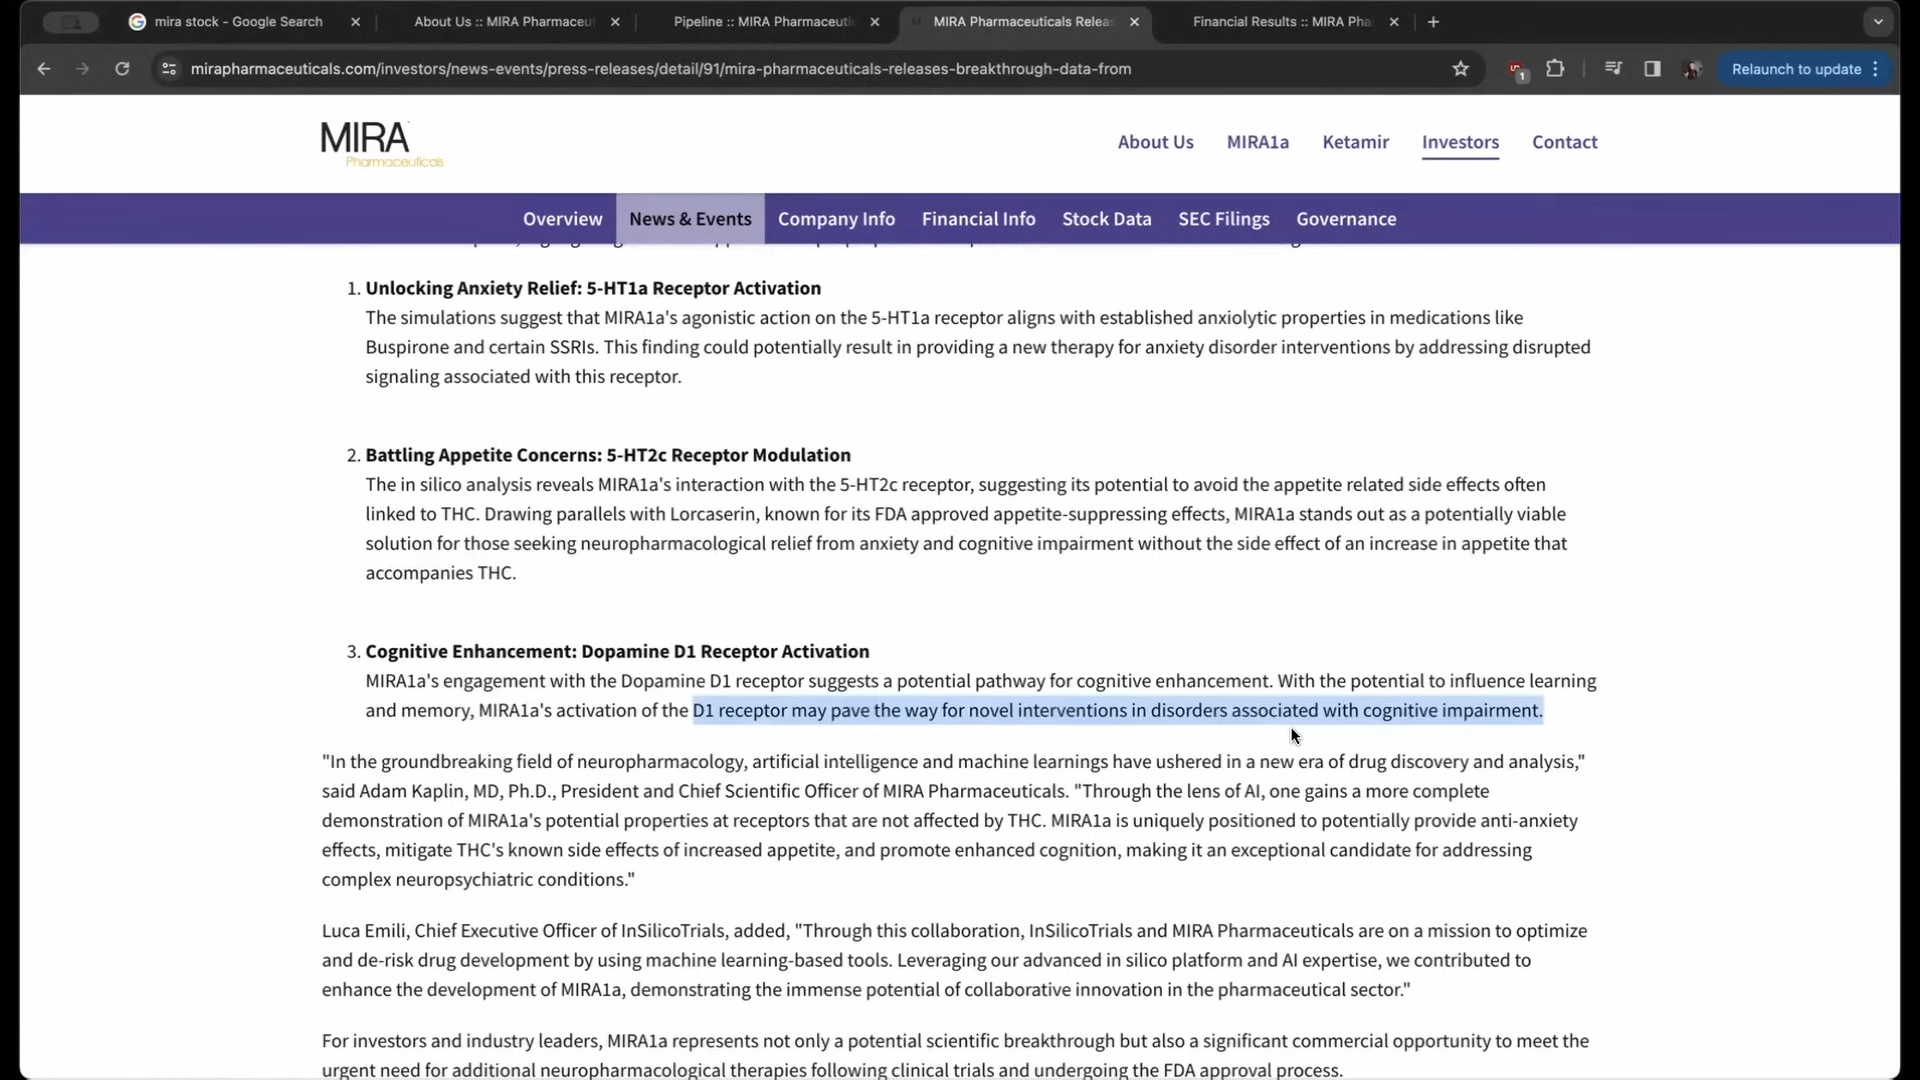 mira stock - Google Search
About Us :: MIRA Pharmaceut
Pipeline :: MIRA Pharmaceuti
MIRA Pharmaceuticals Relea
Financial Results :: MIRA Pha
mirapharmaceuticals.com/investors/news-events/press-releases/detail/91/mira-pharmaceuticals-releases-breakthrough-data-from
1
Relaunch to update
MIRA
Pharmaceuticals
About Us
MIRA1a
Ketamir
Investors
Contact
Overview
News & Events
Company Info
Financial Info
Stock Data
SEC Filings
Governance
1. Unlocking Anxiety Relief: 5-HT1a Receptor Activation
The simulations suggest that MIRA1a's agonistic action on the 5-HT1a receptor aligns with established anxiolytic properties in medications like
Buspirone and certain SSRIs. This finding could potentially result in providing a new therapy for anxiety disorder interventions by addressing disrupted
signaling associated with this receptor.
2. Battling Appetite Concerns: 5-HT2c Receptor Modulation
The in silico analysis reveals MIRA1a's interaction with the 5-HT2c receptor, suggesting its potential to avoid the appetite related side effects often
linked to THC. Drawing parallels with Lorcaserin, known for its FDA approved appetite-suppressing effects, MIRA1a stands out as a potentially viable
solution for those seeking neuropharmacological relief from anxiety and cognitive impairment without the side effect of an increase in appetite that
accompanies THC.
3. Cognitive Enhancement: Dopamine D1 Receptor Activation
MIRA1a's engagement with the Dopamine D1 receptor suggests a potential pathway for cognitive enhancement. With the potential to influence learning
and memory, MIRA1a's activation of the D1 receptor may pave the way for novel interventions in disorders associated with cognitive impairment.
"In the groundbreaking field of neuropharmacology, artificial intelligence and machine learnings have ushered in a new era of drug discovery and analysis,"
said Adam Kaplin, MD, Ph.D., President and Chief Scientific Officer of MIRA Pharmaceuticals. "Through the lens of AI, one gains a more complete
demonstration of MIRA1a's potential properties at receptors that are not affected by THC. MIRA1a is uniquely positioned to potentially provide anti-anxiety
effects, mitigate THC's known side effects of increased appetite, and promote enhanced cognition, making it an exceptional candidate for addressing
complex neuropsychiatric conditions."
Luca Emili, Chief Executive Officer of InSilicoTrials, added, "Through this collaboration, InSilicoTrials and MIRA Pharmaceuticals are on a mission to optimize
and de-risk drug development by using machine learning-based tools. Leveraging our advanced in silico platform and AI expertise, we contributed to
enhance the development of MIRA1a, demonstrating the immense potential of collaborative innovation in the pharmaceutical sector."
For investors and industry leaders, MIRA1a represents not only a potential scientific breakthrough but also a significant commercial opportunity to meet the
urgent need for additional neuropharmacological therapies following clinical trials and undergoing the FDA approval process.